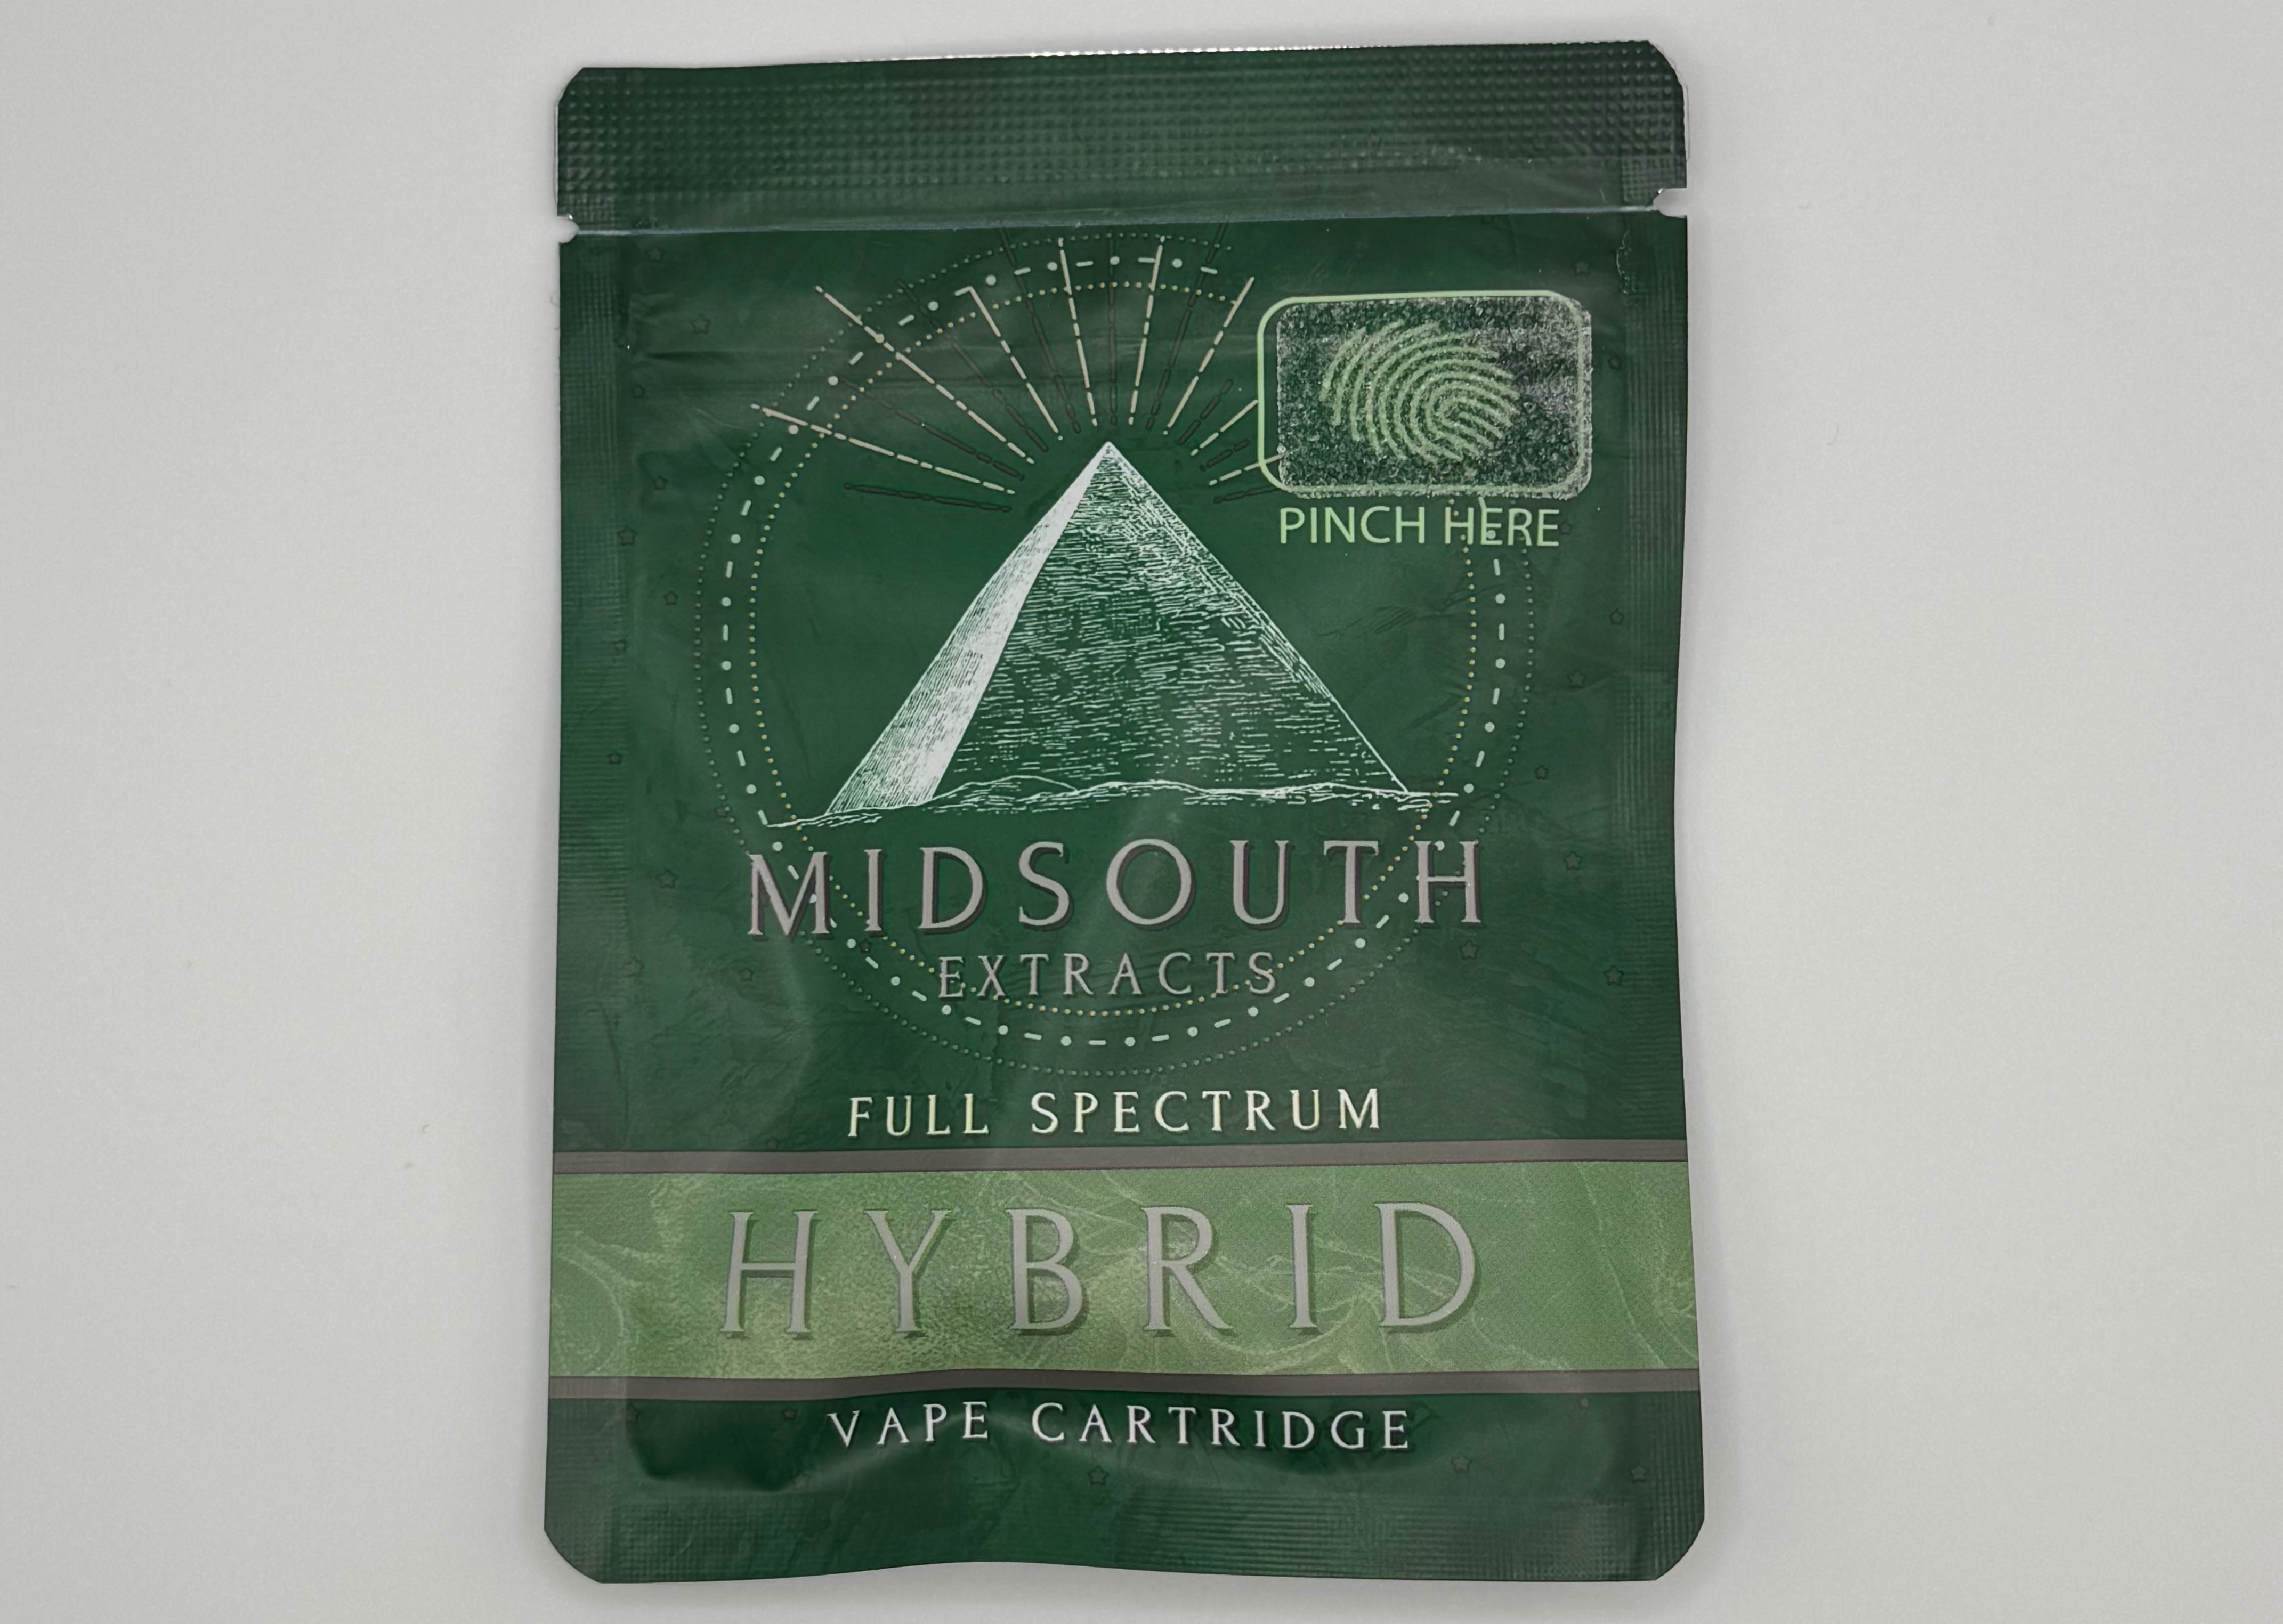 PINCH HERE
MIDSOUTH
EXTRACTS
FULL SPECTRUM
HYBRID
VAPE CARTRIDGE